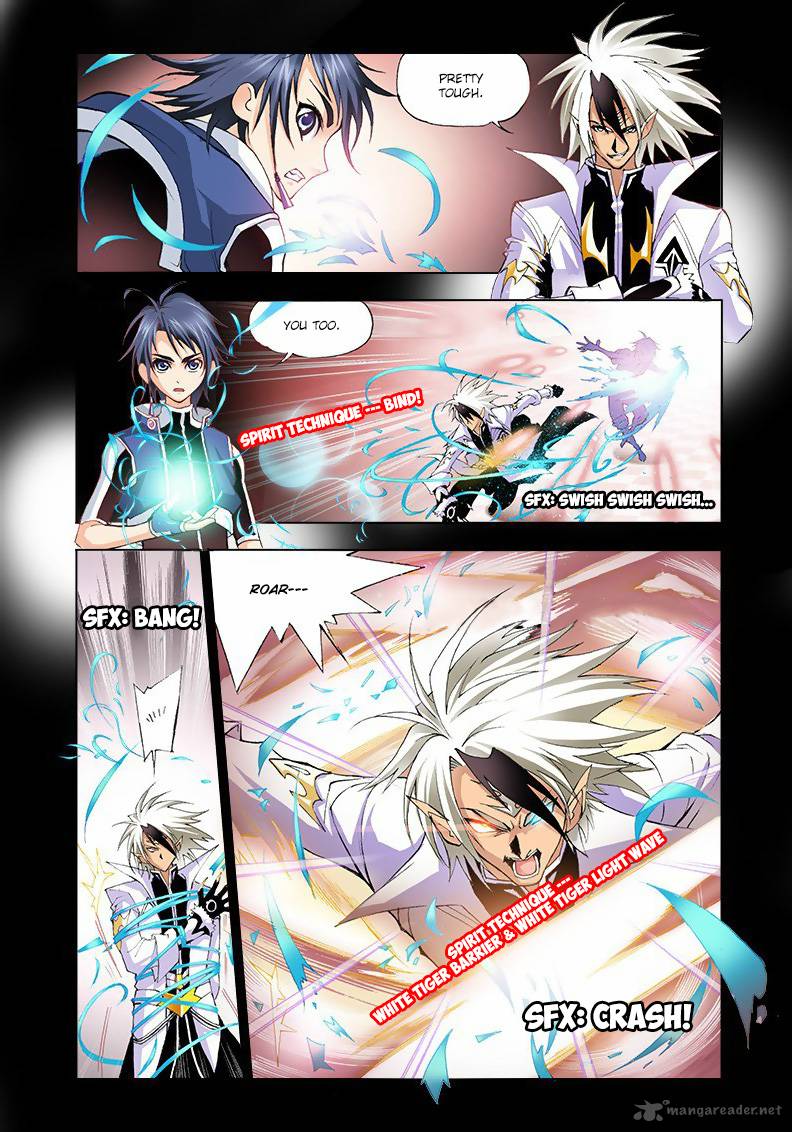 PRETTY
TOUGH.
YOU TOO.
SPIRIT TECHNIQUE --- BIND!
SFX: SWISH SWISH SWISH...
SFX: BANG!
ROAR---
SPIRIT TECHNIQUE ---
WHITE TIGER BARRIER & WHITE TIGER LIGHT WAVE
SFX: CRASH!
mangareader.net